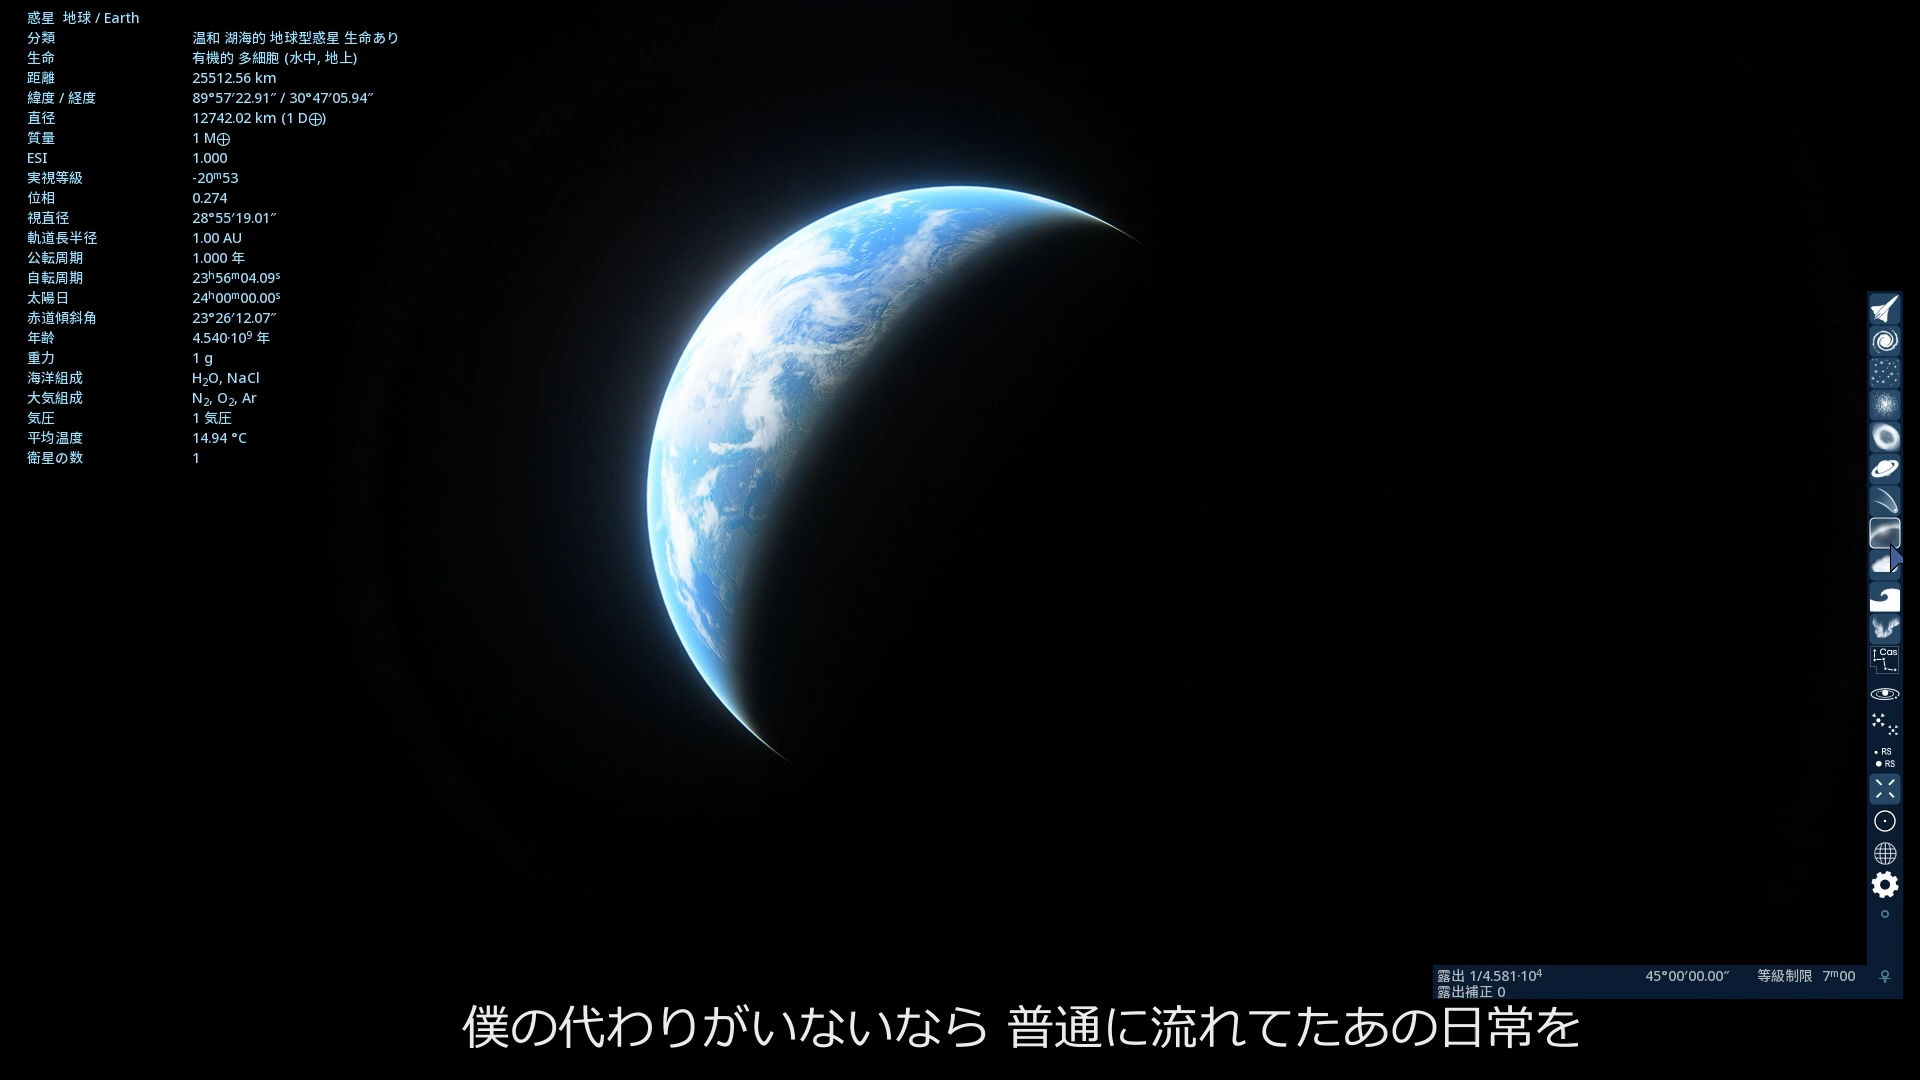 惑星 地球 / Earth
分類 温和 湖海的 地球型惑星 生命あり
生命 有機的 多細胞 (水中, 地上)
距離 25512.56 km
緯度 / 経度 89°57′22.91″ / 30°47′05.94″
直径 12742.02 km (1 D⨁)
質量 1 M⨁
ESI 1.000
実視等級 -20ᵐ53
位相 0.274
視直径 28°55′19.01″
軌道長半径 1.00 AU
公転周期 1.000 年
自転周期 23ʰ56ᵐ04.09ˢ
太陽日 24ʰ00ᵐ00.00ˢ
赤道傾斜角 23°26′12.07″
年齢 4.540·10⁹ 年
重力 1 g
海洋組成 H₂O, NaCl
大気組成 N₂, O₂, Ar
気圧 1 気圧
平均温度 14.94 °C
衛星の数 1
Cas
RS
RS
露出 1/4.581·10⁴ 45°00′00.00″ 等級制限 7ᵐ00
露出補正 0
僕の代わりがいないなら 普通に流れてたあの日常を